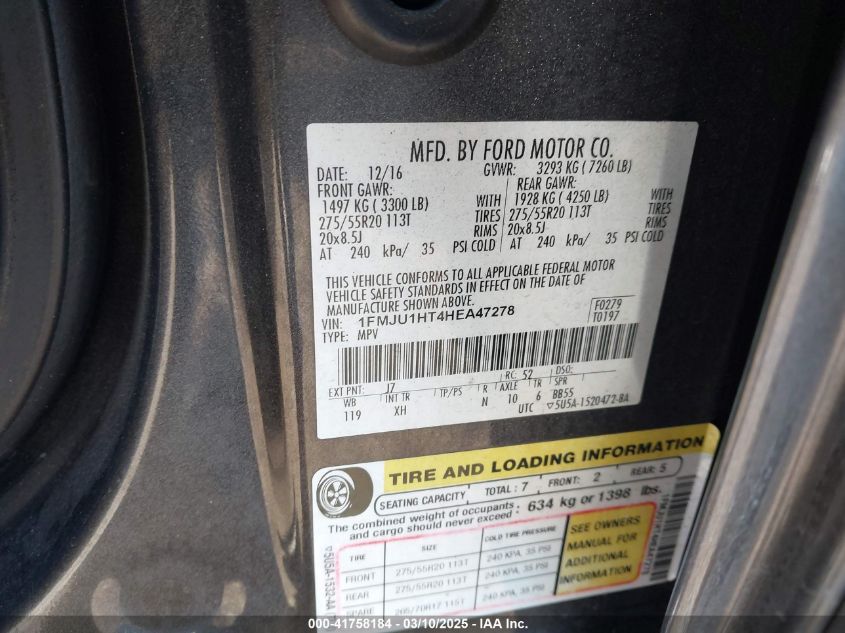 MFD. BY FORD MOTOR CO.
DATE: 12/16 GVWR: 3293 KG ( 7260 LB)
FRONT GAWR: REAR GAWR:
1497 KG ( 3300 LB) WITH 1928 KG ( 4250 LB) WITH
275/55R20 113T TIRES 275/55R20 113T TIRES
20x8.5J RIMS 20x8.5J RIMS
AT 240 kPa/ 35 PSI COLD AT 240 kPa/ 35 PSI COLD
THIS VEHICLE CONFORMS TO ALL APPLICABLE FEDERAL MOTOR
VEHICLE SAFETY STANDARDS IN EFFECT ON THE DATE OF
MANUFACTURE SHOWN ABOVE.
VIN: 1FMJU1HT4HEA47278 F0279
TYPE: MPV T0197
EXT PNT: J7 RC: 52 DSO:
WB INT TR TP/PS R AXLE TR SPR
119 XH N 10 6 BB5S
UTC ▽5U5A-1520472-BA
TIRE AND LOADING INFORMATION
SEATING CAPACITY TOTAL: 7 FRONT: 2 REAR: 5
The combined weight of occupants
and cargo should never exceed : 634 kg or 1398 lbs.
TIRE SIZE COLD TIRE PRESSURE
FRONT 275/55R20 113T 240 KPA, 35 PSI
REAR 275/55R20 113T 240 KPA, 35 PSI
SPARE 265/70R17 115T 240 KPA, 35 PSI
SEE OWNERS
MANUAL FOR
ADDITIONAL
INFORMATION
000-41758184 — 03/10/2025 — IAA Inc.